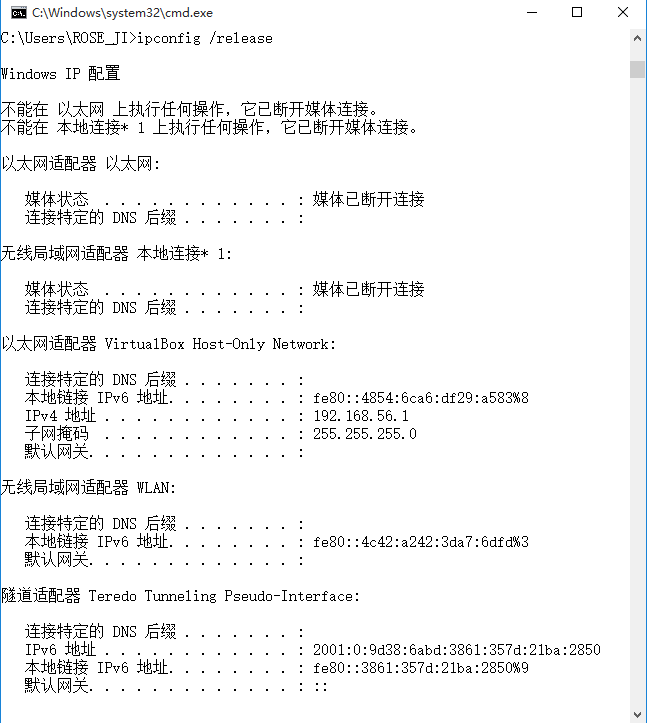 C:\Windows\system32\cmd.exe
C:\Users\ROSE_JI>ipconfig /release
Windows IP 配置
不能在 以太网 上执行任何操作，它已断开媒体连接。
不能在 本地连接* 1 上执行任何操作，它已断开媒体连接。
以太网适配器 以太网:
媒体状态 . . . . . . . . . . . . : 媒体已断开连接
连接特定的 DNS 后缀 . . . . . . . :
无线局域网适配器 本地连接* 1:
媒体状态 . . . . . . . . . . . . : 媒体已断开连接
连接特定的 DNS 后缀 . . . . . . . :
以太网适配器 VirtualBox Host-Only Network:
连接特定的 DNS 后缀 . . . . . . . :
本地链接 IPv6 地址. . . . . . . . : fe80::4854:6ca6:df29:a583%8
IPv4 地址 . . . . . . . . . . . . : 192.168.56.1
子网掩码 . . . . . . . . . . . . : 255.255.255.0
默认网关. . . . . . . . . . . . . :
无线局域网适配器 WLAN:
连接特定的 DNS 后缀 . . . . . . . :
本地链接 IPv6 地址. . . . . . . . : fe80::4c42:a242:3da7:6dfd%3
默认网关. . . . . . . . . . . . . :
隧道适配器 Teredo Tunneling Pseudo-Interface:
连接特定的 DNS 后缀 . . . . . . . :
IPv6 地址 . . . . . . . . . . . . : 2001:0:9d38:6abd:3861:357d:21ba:2850
本地链接 IPv6 地址. . . . . . . . : fe80::3861:357d:21ba:2850%9
默认网关. . . . . . . . . . . . . : ::